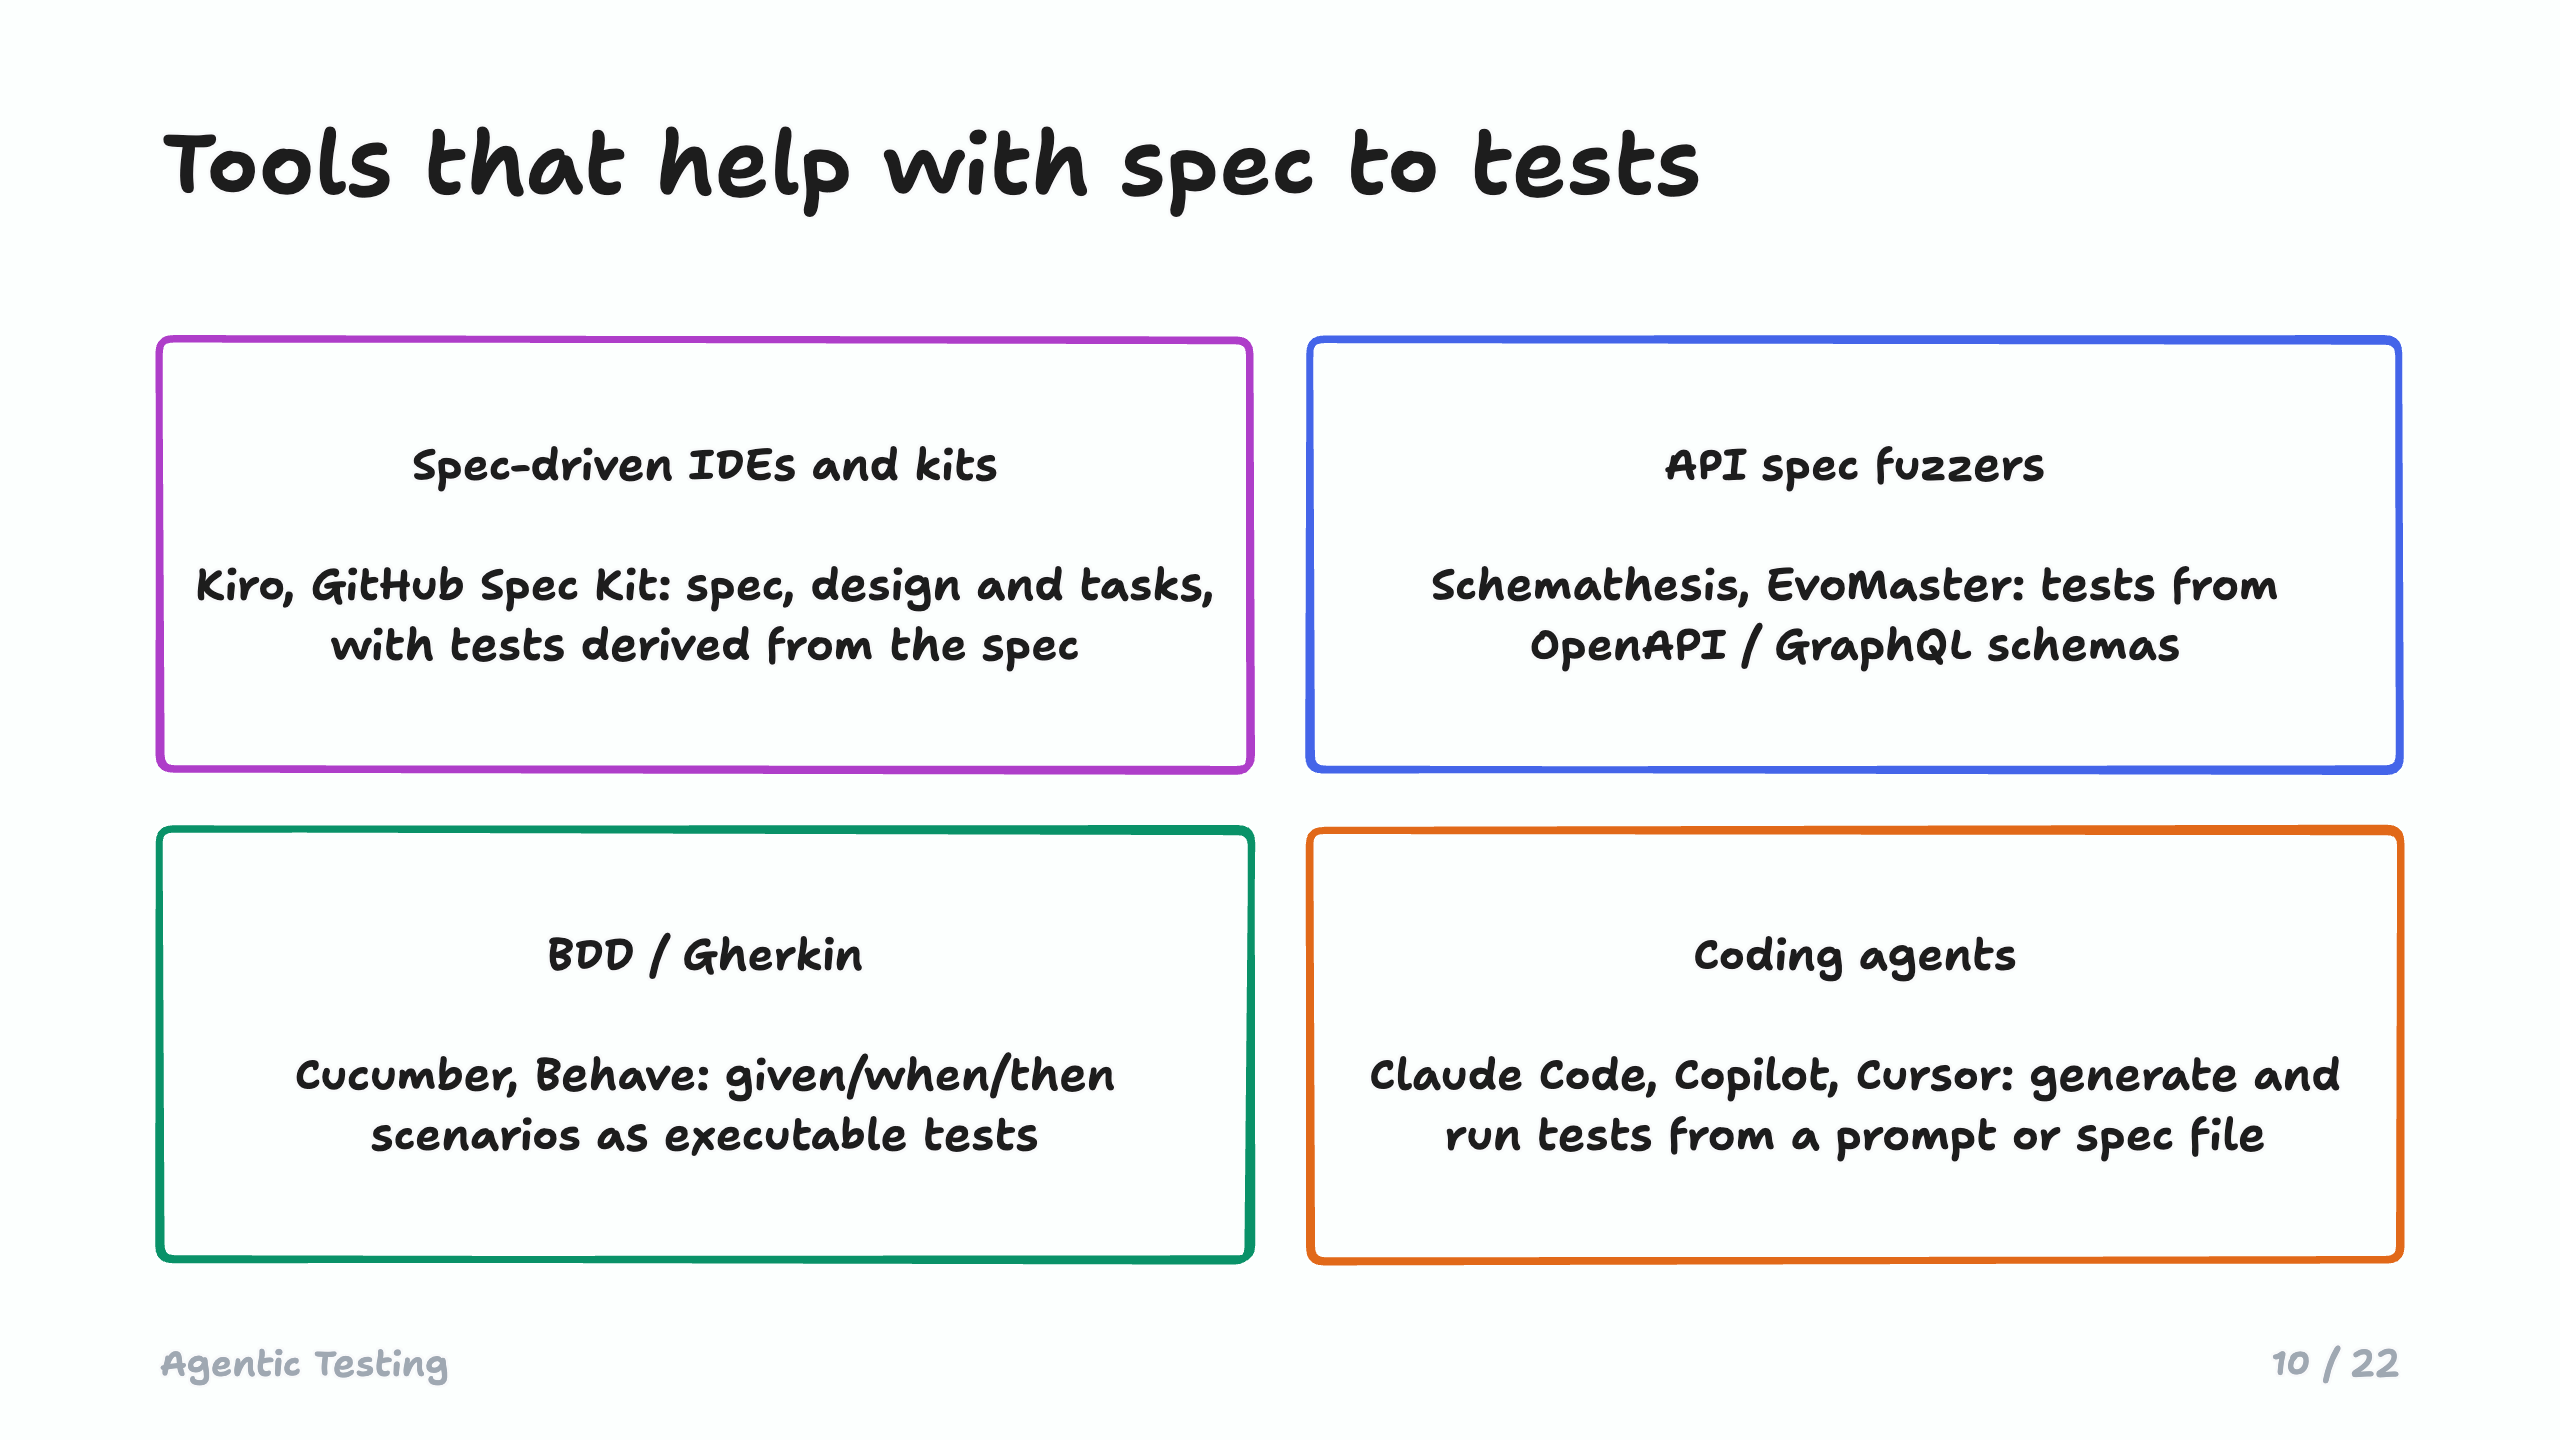 Tools that help with spec to tests
Spec-driven IDEs and kits
Kiro, GitHub Spec Kit: spec, design and tasks,
with tests derived from the spec
API spec fuzzers
Schemathesis, EvoMaster: tests from
OpenAPI / GraphQL schemas
BDD / Gherkin
Cucumber, Behave: given/when/then
scenarios as executable tests
Coding agents
Claude Code, Copilot, Cursor: generate and
run tests from a prompt or spec file
Agentic Testing
10 / 22